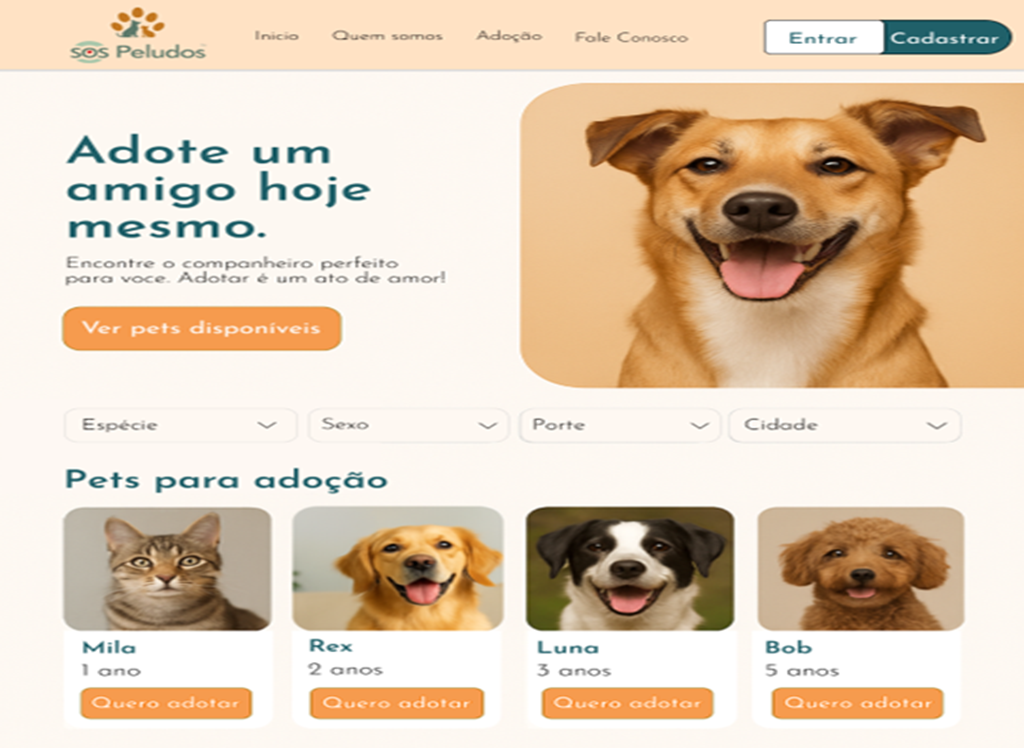 SOS Peludos
Inicio Quem somos Adoção Fale Conosco
Entrar Cadastrar
Adote um
amigo hoje
mesmo.
Encontre o companheiro perfeito
para voce. Adotar é um ato de amor!
Ver pets disponíveis
Espécie Sexo Porte Cidade
Pets para adoção
Mila Rex Luna Bob
1 ano 2 anos 3 anos 5 anos
Quero adotar Quero adotar Quero adotar Quero adotar